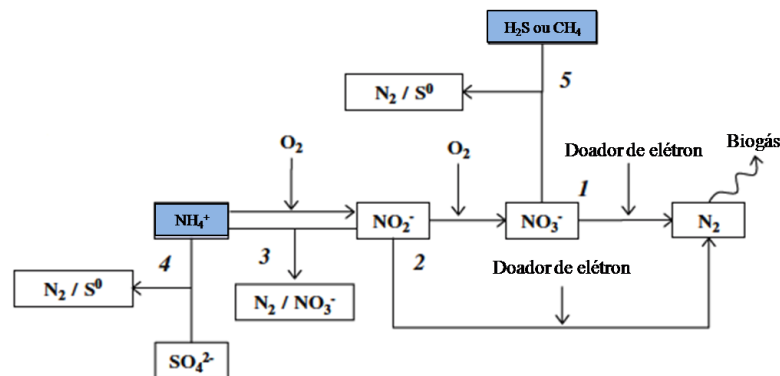 H₂S ou CH₄
5
N₂ / S⁰
Biogás
O₂
O₂
Doador de elétron
1
NH₄⁺
NO₂⁻
NO₃⁻
N₂
4
3
2
Doador de elétron
N₂ / S⁰
N₂ / NO₃⁻
SO₄²⁻